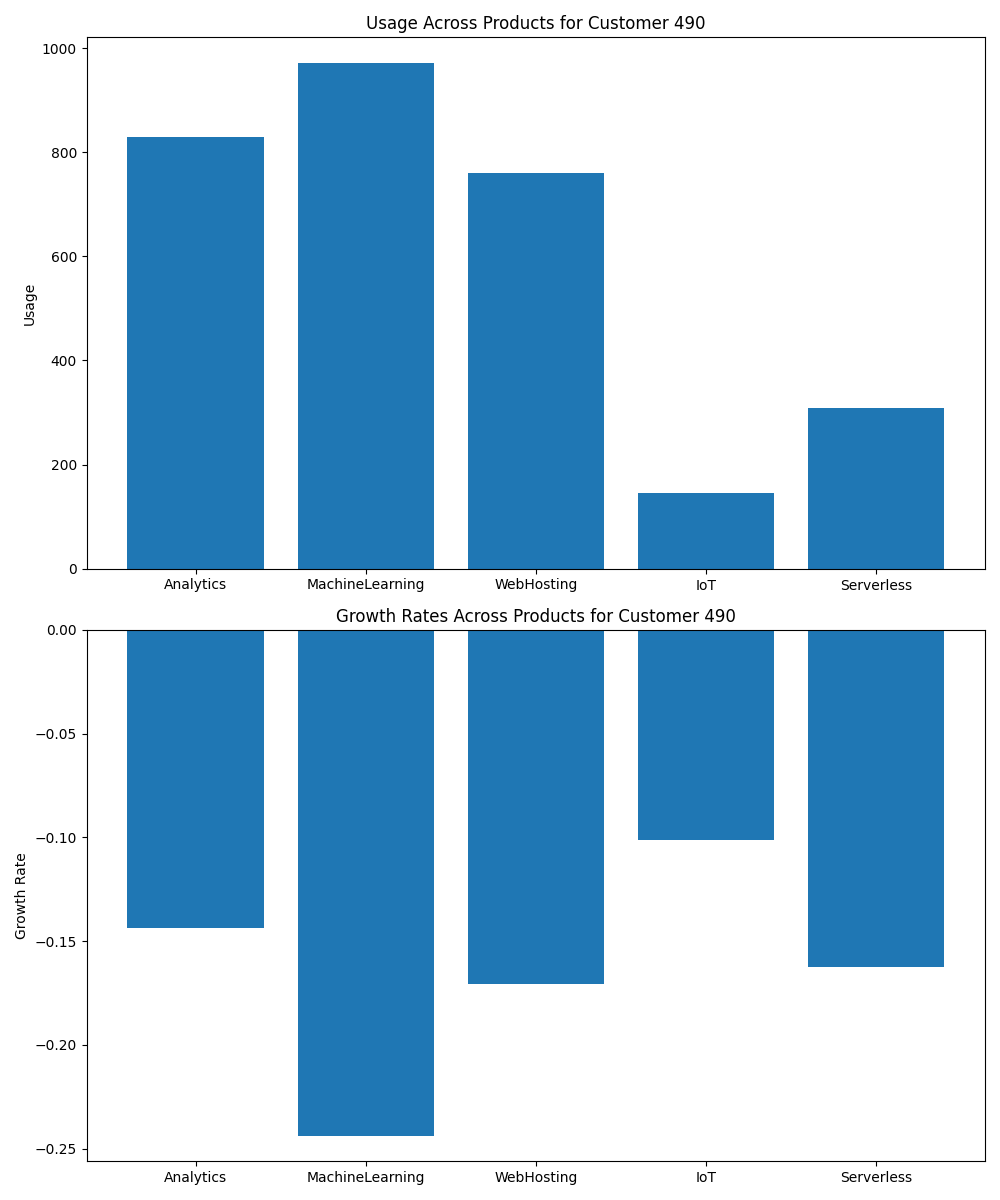 Usage Across Products for Customer 490
1000
800
600
400
200
0
Usage
Analytics MachineLearning WebHosting IoT Serverless
Growth Rates Across Products for Customer 490
0.00
−0.05
−0.10
−0.15
−0.20
−0.25
Growth Rate
Analytics MachineLearning WebHosting IoT Serverless